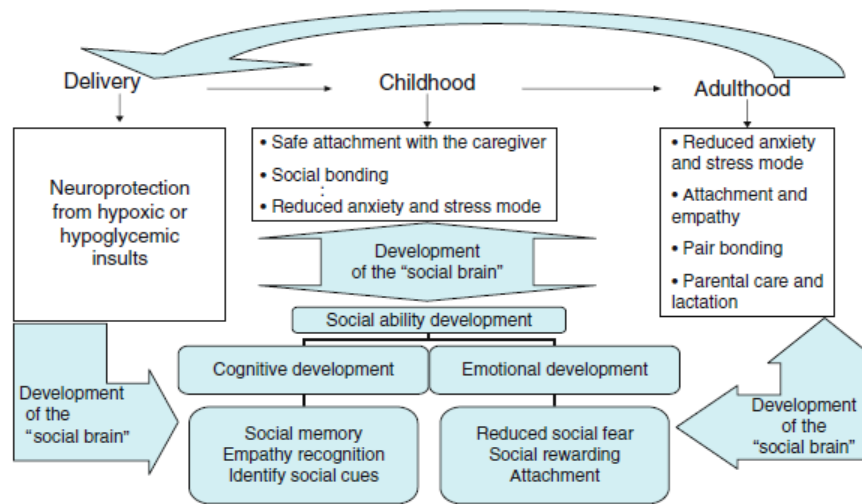 Delivery
Childhood
Adulthood
Neuroprotection
from hypoxic or
hypoglycemic
insults
• Safe attachment with the caregiver
• Social bonding
:
• Reduced anxiety and stress mode
• Reduced anxiety
and stress mode
• Attachment and
empathy
• Pair bonding
• Parental care and
lactation
Development
of the “social brain”
Social ability development
Cognitive development
Emotional development
Development
of the
“social brain”
Social memory
Empathy recognition
Identify social cues
Reduced social fear
Social rewarding
Attachment
Development
of the
“social brain”